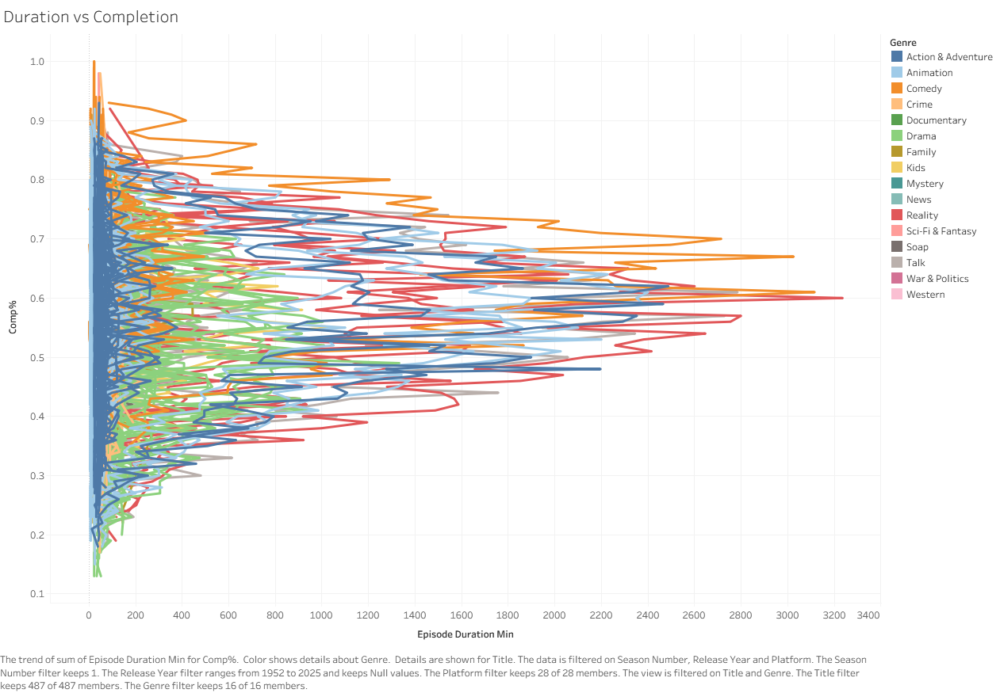 Duration vs Completion
Genre
Action & Adventure
Animation
Comedy
Crime
Documentary
Drama
Family
Kids
Mystery
News
Reality
Sci-Fi & Fantasy
Soap
Talk
War & Politics
Western
Comp%
1.0
0.9
0.8
0.7
0.6
0.5
0.4
0.3
0.2
0.1
0 200 400 600 800 1000 1200 1400 1600 1800 2000 2200 2400 2600 2800 3000 3200 3400
Episode Duration Min
The trend of sum of Episode Duration Min for Comp%. Color shows details about Genre. Details are shown for Title. The data is filtered on Season Number, Release Year and Platform. The Season
Number filter keeps 1. The Release Year filter ranges from 1952 to 2025 and keeps Null values. The Platform filter keeps 28 of 28 members. The view is filtered on Title and Genre. The Title filter
keeps 487 of 487 members. The Genre filter keeps 16 of 16 members.